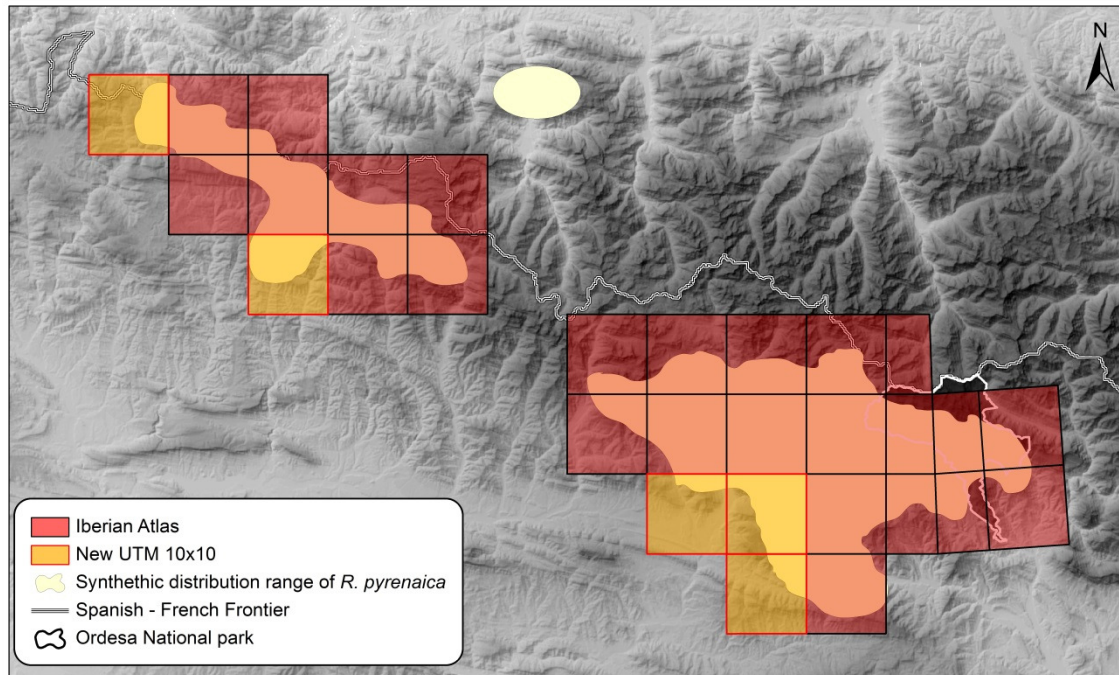 N
Iberian Atlas
New UTM 10x10
Synthethic distribution range of R. pyrenaica
Spanish - French Frontier
Ordesa National park